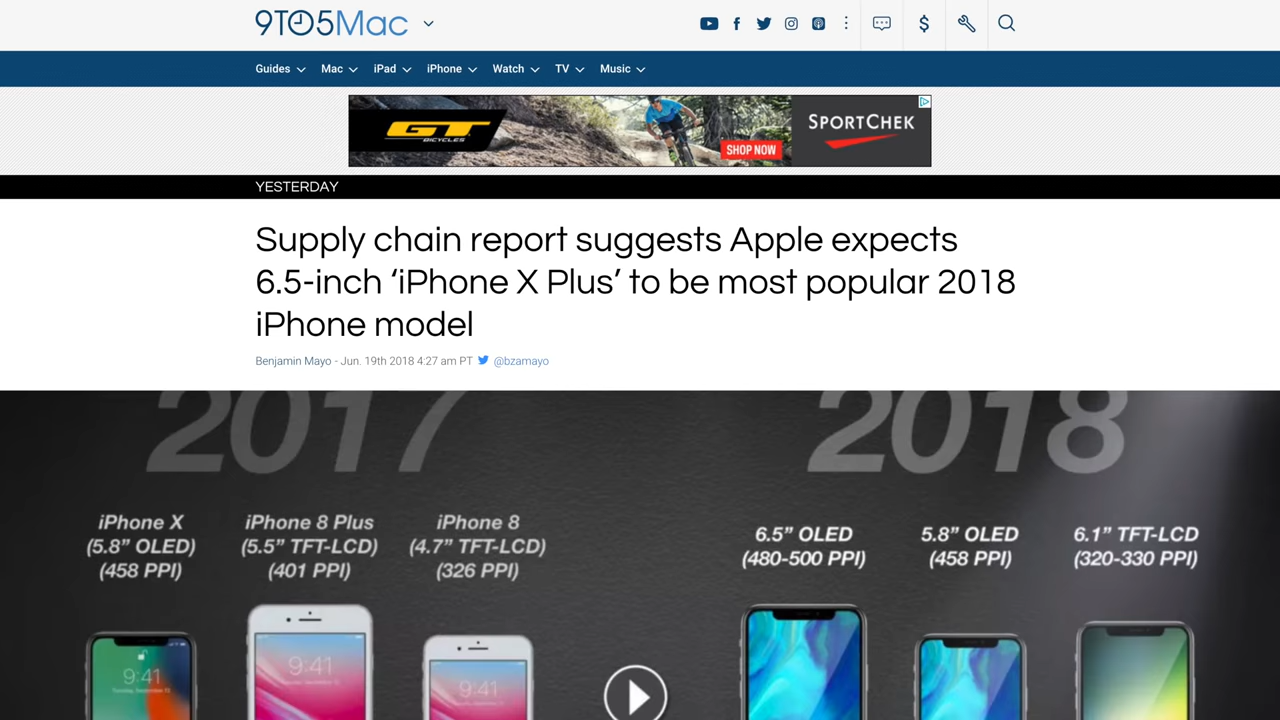 9TO5Mac
Guides Mac iPad iPhone Watch TV Music
GT
BICYCLES
SHOP NOW
SPORTCHEK
YESTERDAY
Supply chain report suggests Apple expects
6.5-inch ‘iPhone X Plus’ to be most popular 2018
iPhone model
Benjamin Mayo - Jun. 19th 2018 4:27 am PT @bzamayo
2017
2018
iPhone X
(5.8” OLED)
(458 PPI)
iPhone 8 Plus
(5.5” TFT-LCD)
(401 PPI)
iPhone 8
(4.7” TFT-LCD)
(326 PPI)
6.5” OLED
(480-500 PPI)
5.8” OLED
(458 PPI)
6.1” TFT-LCD
(320-330 PPI)
9:41
9:41
9:41